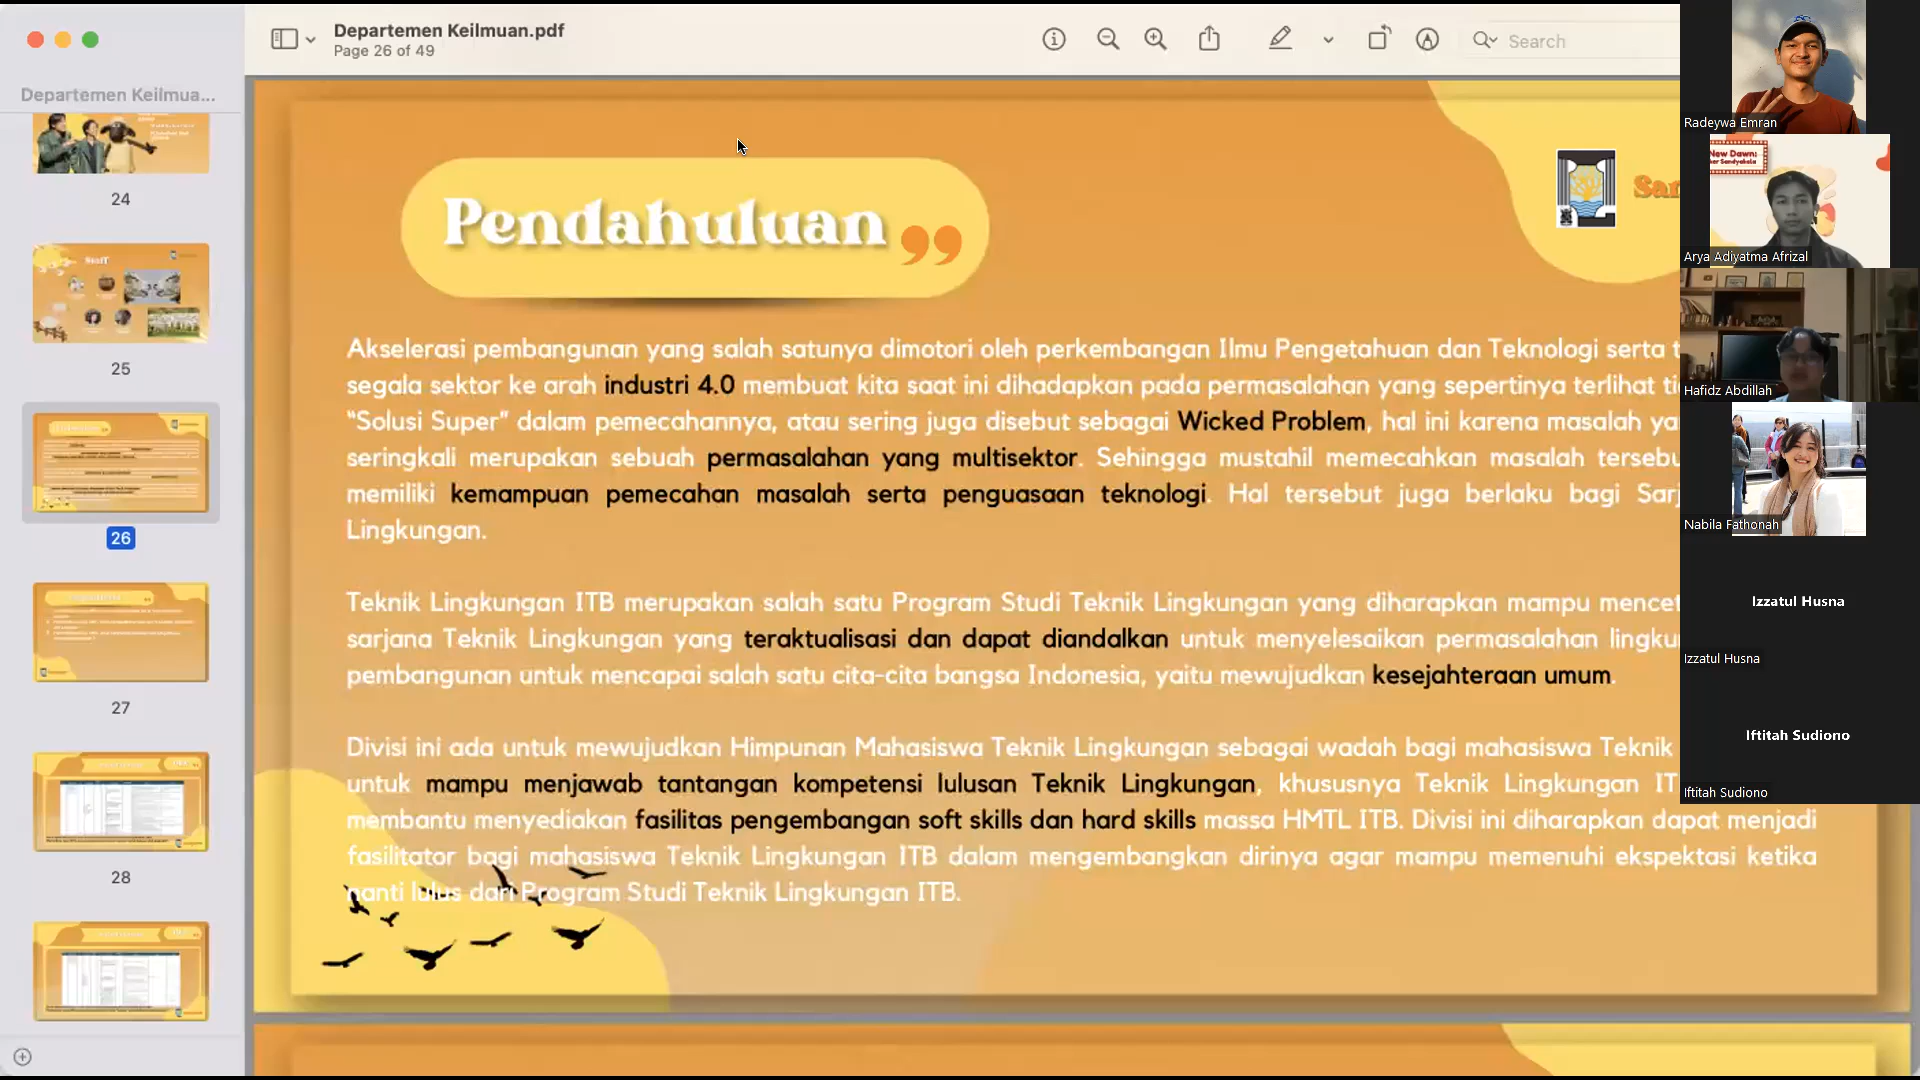 Departemen Keilmuan.pdf
Page 26 of 49
Search
Departemen Keilmua...
24
25
26
27
28
Pendahuluan
Akselerasi pembangunan yang salah satunya dimotori oleh perkembangan Ilmu Pengetahuan dan Teknologi serta
segala sektor ke arah industri 4.0 membuat kita saat ini dihadapkan pada permasalahan yang sepertinya terlihat
"Solusi Super" dalam pemecahannya, atau sering juga disebut sebagai Wicked Problem, hal ini karena masalah
seringkali merupakan sebuah permasalahan yang multisektor. Sehingga mustahil memecahkan masalah
memiliki kemampuan pemecahan masalah serta penguasaan teknologi. Hal tersebut juga berlaku bagi
Lingkungan.
Teknik Lingkungan ITB merupakan salah satu Program Studi Teknik Lingkungan yang diharapkan mampu
sarjana Teknik Lingkungan yang teraktualisasi dan dapat diandalkan untuk menyelesaikan permasalahan
pembangunan untuk mencapai salah satu cita-cita bangsa Indonesia, yaitu mewujudkan kesejahteraan umum.
Divisi ini ada untuk mewujudkan Himpunan Mahasiswa Teknik Lingkungan sebagai wadah bagi mahasiswa Teknik
untuk mampu menjawab tantangan kompetensi lulusan Teknik Lingkungan, khususnya Teknik Lingkungan
membantu menyediakan fasilitas pengembangan soft skills dan hard skills massa HMTL ITB. Divisi ini diharapkan dapat menjadi
fasilitator bagi mahasiswa Teknik Lingkungan ITB dalam mengembangkan dirinya agar mampu memenuhi ekspektasi ketika
nanti lulus dari Program Studi Teknik Lingkungan ITB.
Radeywa Emran
New Dawn:
Arya Adiyatma Afrizal
Hafidz Abdillah
Nabila Fathonah
Izzatul Husna
Izzatul Husna
Iftitah Sudiono
Iftitah Sudiono